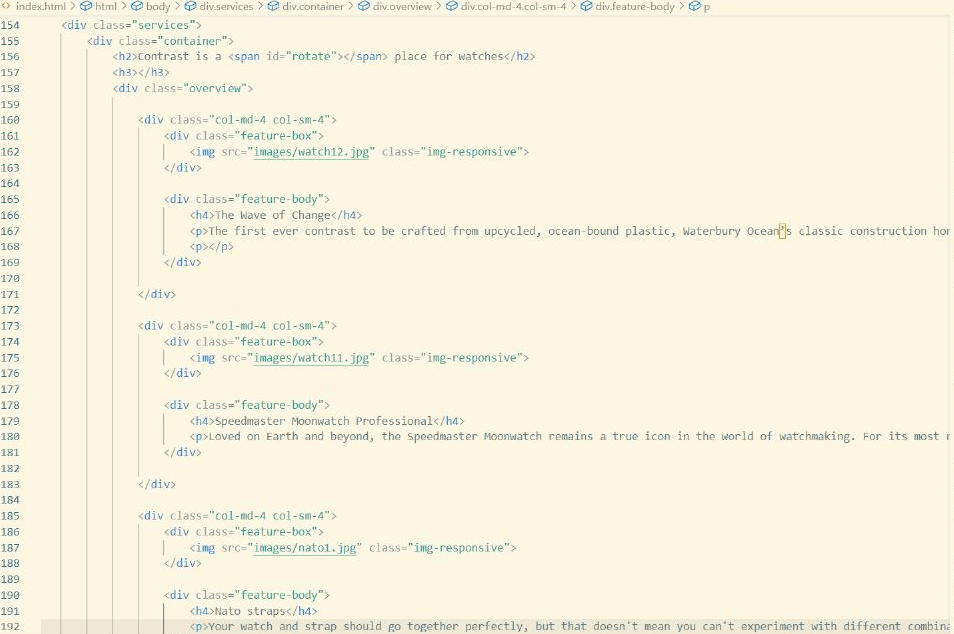 index.html > html > body > div.services > div.container > div.overview > div.col-md-4.col-sm-4 > div.feature-body > p
154 <div class="services">
155 <div class="container">
156 <h2>Contrast is a <span id="rotate"></span> place for watches</h2>
157 <h3></h3>
158 <div class="overview">
159
160 <div class="col-md-4 col-sm-4">
161 <div class="feature-box">
162 <img src="images/watch12.jpg" class="img-responsive">
163 </div>
164
165 <div class="feature-body">
166 <h4>The Wave of Change</h4>
167 <p>The first ever contrast to be crafted from upcycled, ocean-bound plastic, Waterbury Ocean's classic construction
168 <p></p>
169 </div>
170
171 </div>
172
173 <div class="col-md-4 col-sm-4">
174 <div class="feature-box">
175 <img src="images/watch11.jpg" class="img-responsive">
176 </div>
177
178 <div class="feature-body">
179 <h4>Speedmaster Moonwatch Professional</h4>
180 <p>Loved on Earth and beyond, the Speedmaster Moonwatch remains a true icon in the world of watchmaking. For its most
181 </div>
182
183 </div>
184
185 <div class="col-md-4 col-sm-4">
186 <div class="feature-box">
187 <img src="images/nato1.jpg" class="img-responsive">
188 </div>
189
190 <div class="feature-body">
191 <h4>Nato straps</h4>
192 <p>Your watch and strap should go together perfectly, but that doesn't mean you can't experiment with different